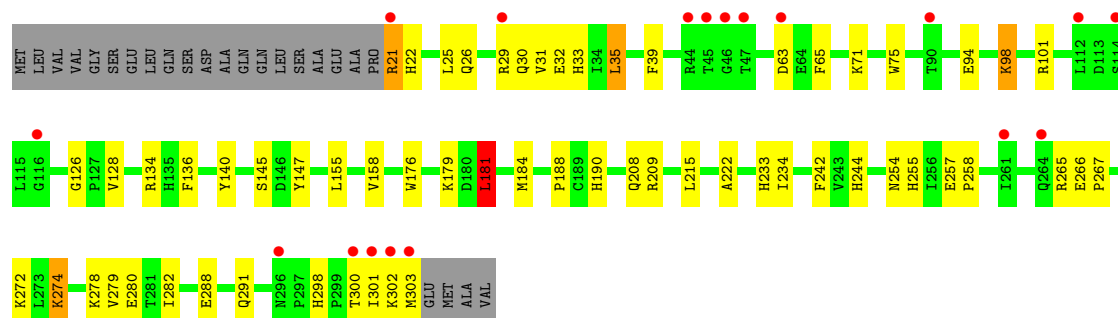 MET LEU VAL VAL GLY SER GLU LEU GLN SER ASP ALA ALA GLN GLN LEU SER ALA GLU ALA PRO R21 H22 L25 Q26 R29 Q30 V31 E32 H33 I34 L35 F39 R44 T45 G46 T47 D63 E64 F65 K71 W75 T90 E94 K98 R101 L112 D113 S114
L115 G116 G126 P127 V128 R134 H135 F136 Y140 S145 D146 Y147 L155 V158 W176 K179 D180 L181 M184 P188 C189 H190 Q208 R209 L215 A222 H233 I234 F242 V243 H244 N254 H255 I256 E257 P258 I261 Q264 R265 E266 P267
K272 L273 K274 K278 V279 E280 T281 I282 E288 Q291 N296 P297 H298 P299 T300 I301 K302 M303 GLU MET ALA VAL